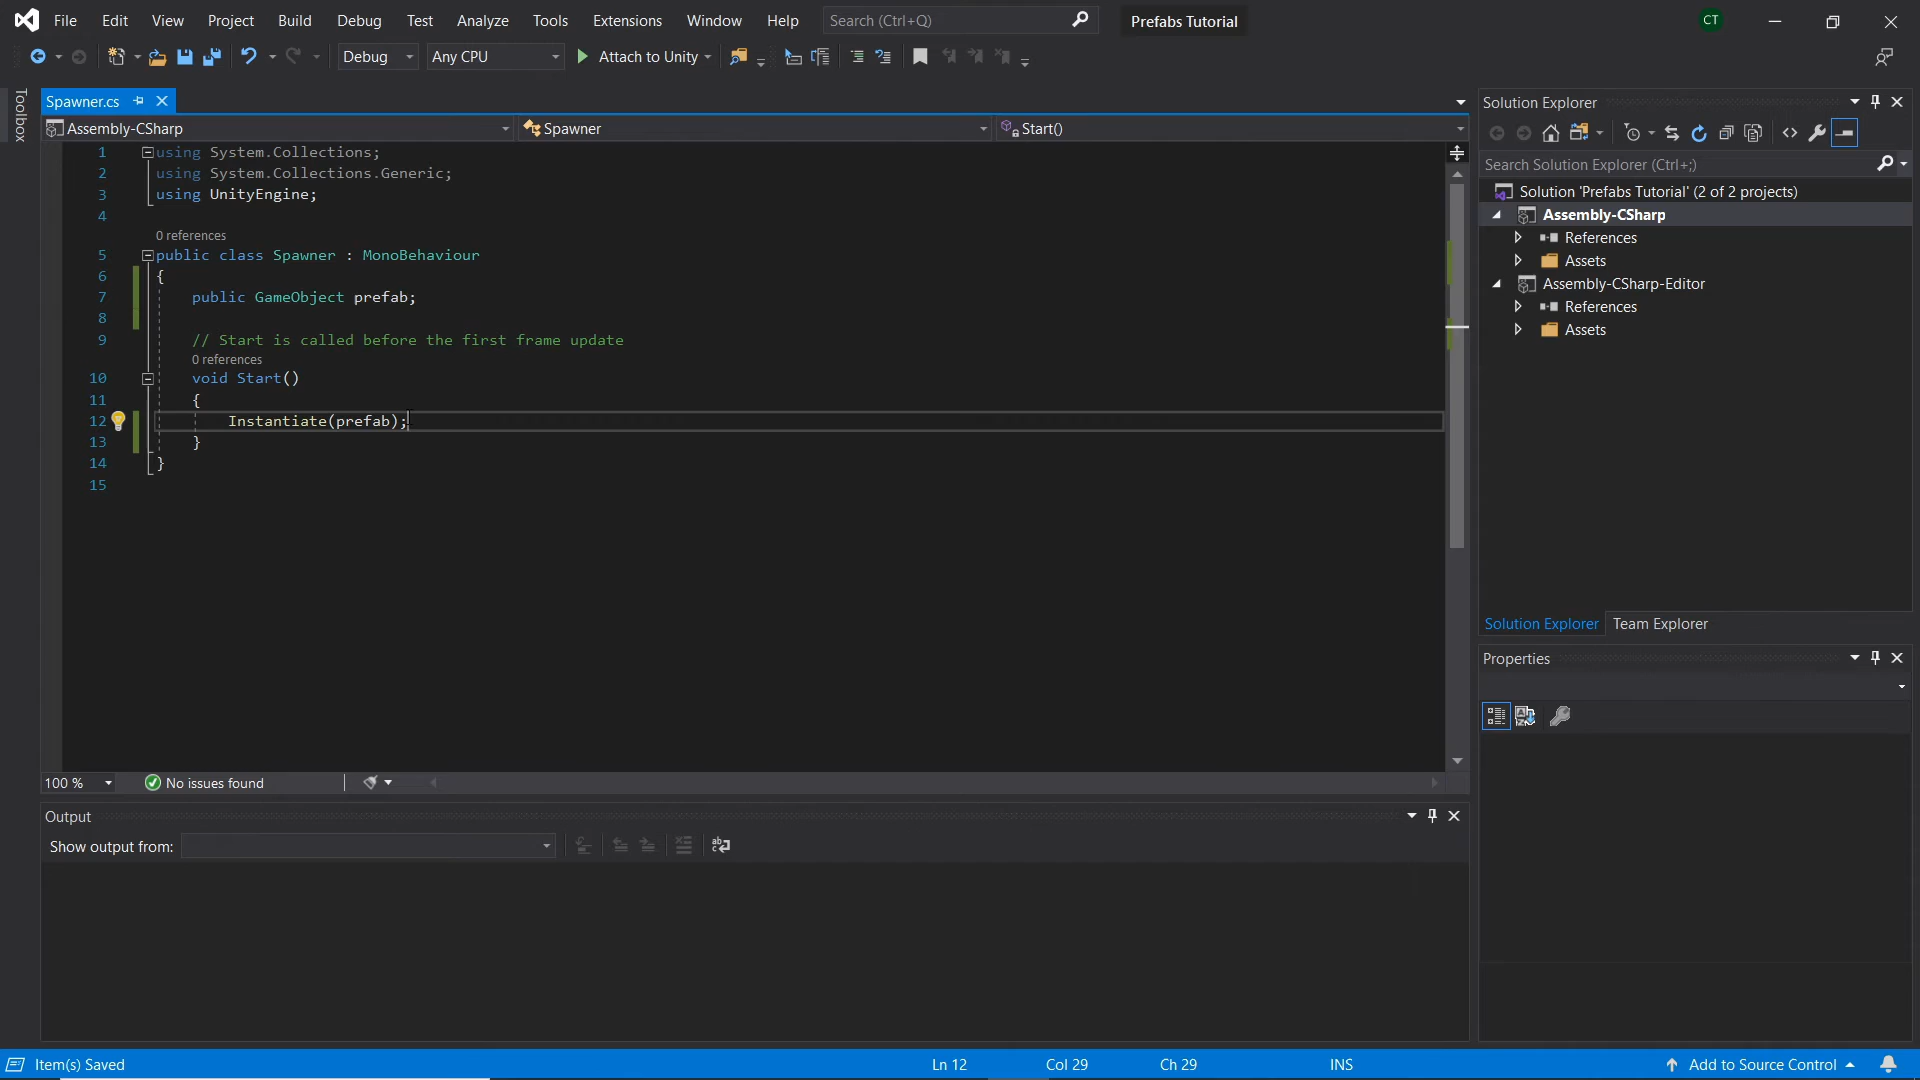 File Edit View Project Build Debug Test Analyze Tools Extensions Window Help Search (Ctrl+Q) Prefabs Tutorial CT
Debug Any CPU Attach to Unity
Toolbox
Spawner.cs
Assembly-CSharp Spawner Start()
1 using System.Collections;
2 using System.Collections.Generic;
3 using UnityEngine;
4
0 references
5 public class Spawner : MonoBehaviour
6 {
7 public GameObject prefab;
8
9 // Start is called before the first frame update
0 references
10 void Start()
11 {
12 Instantiate(prefab);
13 }
14 }
15
100 % No issues found
Output
Show output from:
Solution Explorer
Search Solution Explorer (Ctrl+;)
Solution 'Prefabs Tutorial' (2 of 2 projects)
Assembly-CSharp
References
Assets
Assembly-CSharp-Editor
References
Assets
Solution Explorer Team Explorer
Properties
Item(s) Saved Ln 12 Col 29 Ch 29 INS Add to Source Control